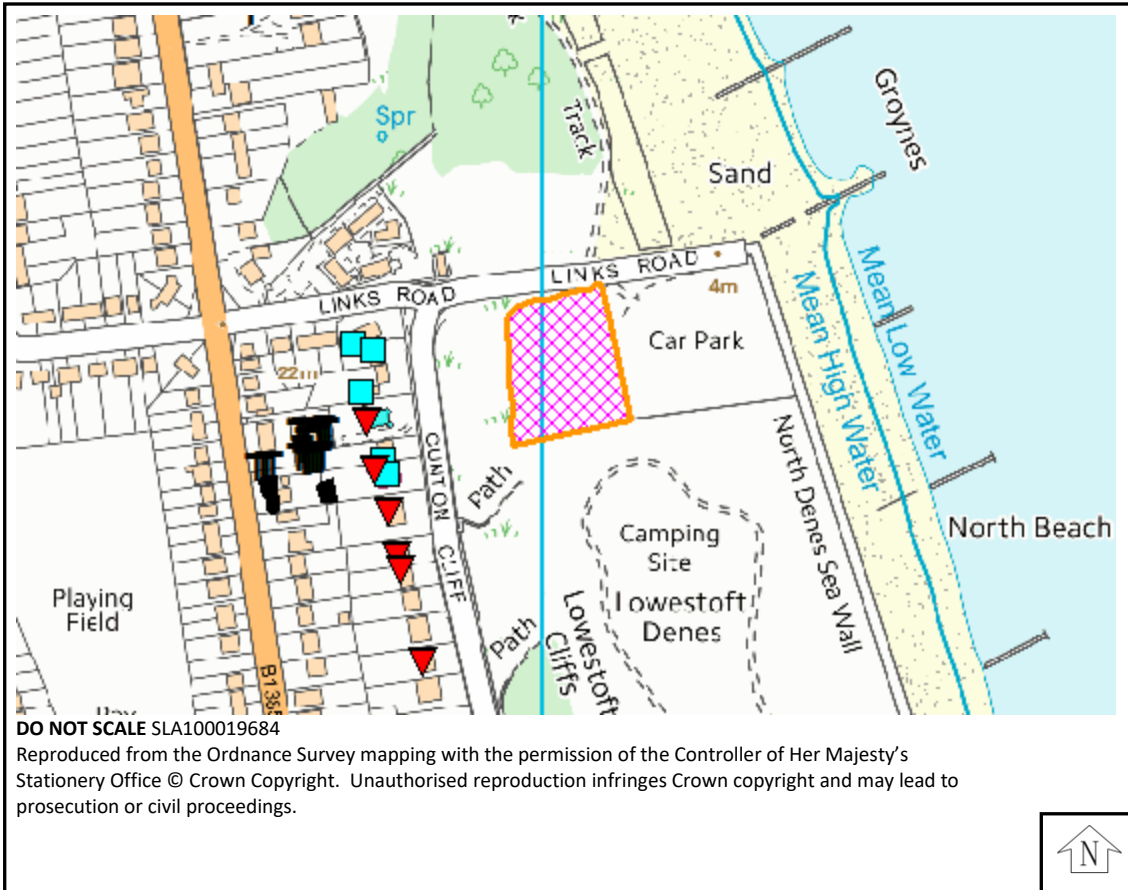 Spr
Track
Groynes
Sand
LINKS ROAD
LINKS ROAD
4m
Mean Low Water
Mean High Water
Car Park
22m
GUNTON CLIFF
Path
North Denes Sea Wall
North Beach
Camping
Site
Lowestoft
Denes
Playing
Field
Path
Lowestoft
Cliffs
DO NOT SCALE SLA100019684
Reproduced from the Ordnance Survey mapping with the permission of the Controller of Her Majesty’s
Stationery Office © Crown Copyright. Unauthorised reproduction infringes Crown copyright and may lead to
prosecution or civil proceedings.
N